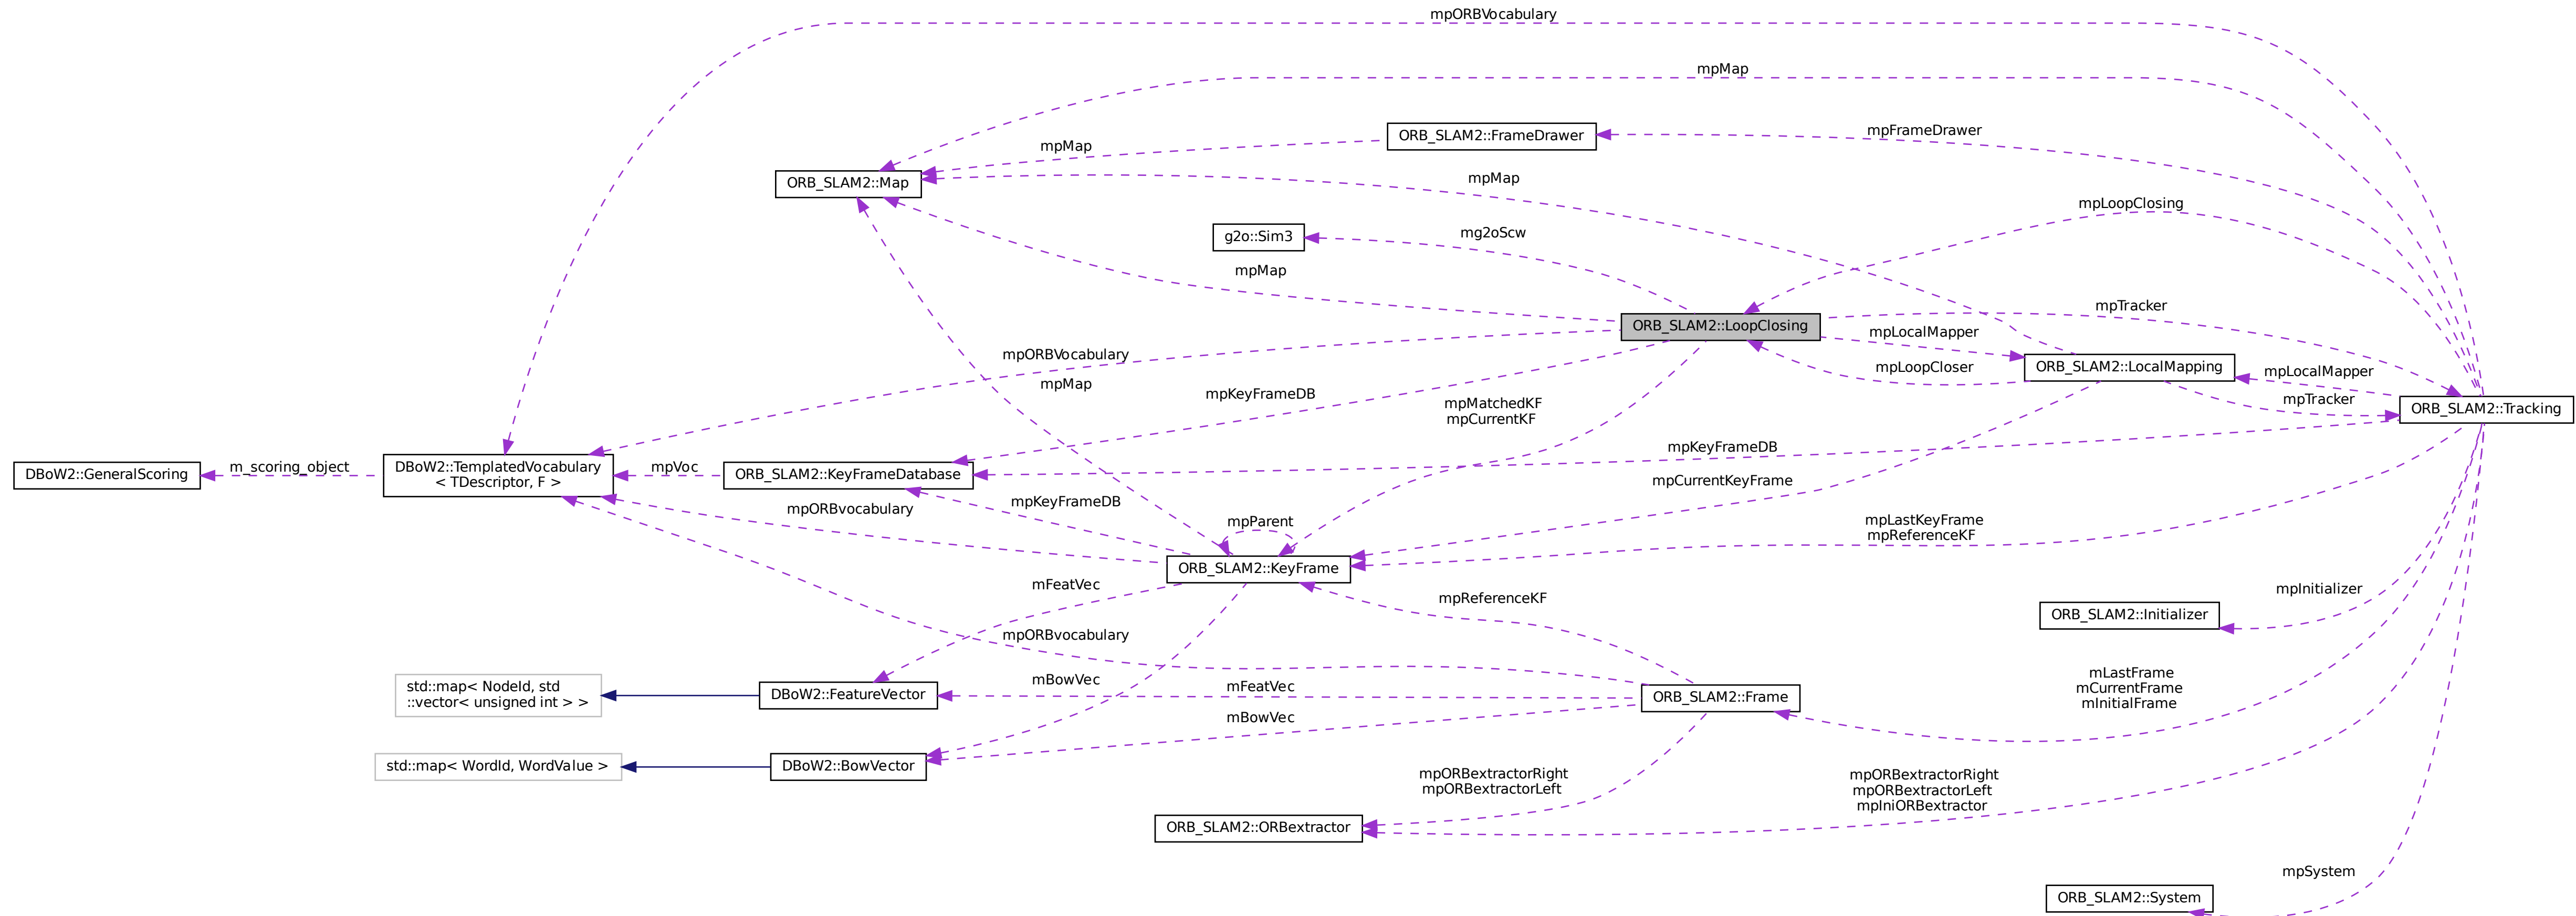 mpORBVocabulary
mpMap
ORB_SLAM2::FrameDrawer
mpFrameDrawer
mpMap
ORB_SLAM2::Map
mpMap
mpLoopClosing
g2o::Sim3
mg2oScw
mpMap
mpTracker
ORB_SLAM2::LoopClosing
mpLocalMapper
mpORBVocabulary
mpLoopCloser
ORB_SLAM2::LocalMapping
mpLocalMapper
mpMap
mpKeyFrameDB
mpMatchedKF
mpCurrentKF
mpTracker
ORB_SLAM2::Tracking
mpKeyFrameDB
DBoW2::GeneralScoring
m_scoring_object
DBoW2::TemplatedVocabulary
< TDescriptor, F >
mpVoc
ORB_SLAM2::KeyFrameDatabase
mpCurrentKeyFrame
mpORBvocabulary
mpKeyFrameDB
mpParent
mpLastKeyFrame
mpReferenceKF
ORB_SLAM2::KeyFrame
mFeatVec
mpReferenceKF
mpInitializer
ORB_SLAM2::Initializer
mpORBvocabulary
std::map< NodeId, std
::vector< unsigned int > >
DBoW2::FeatureVector
mBowVec
mFeatVec
ORB_SLAM2::Frame
mLastFrame
mCurrentFrame
mInitialFrame
mBowVec
std::map< WordId, WordValue >
DBoW2::BowVector
mpORBextractorRight
mpORBextractorLeft
mpORBextractorRight
mpORBextractorLeft
mpIniORBextractor
ORB_SLAM2::ORBextractor
mpSystem
ORB_SLAM2::System